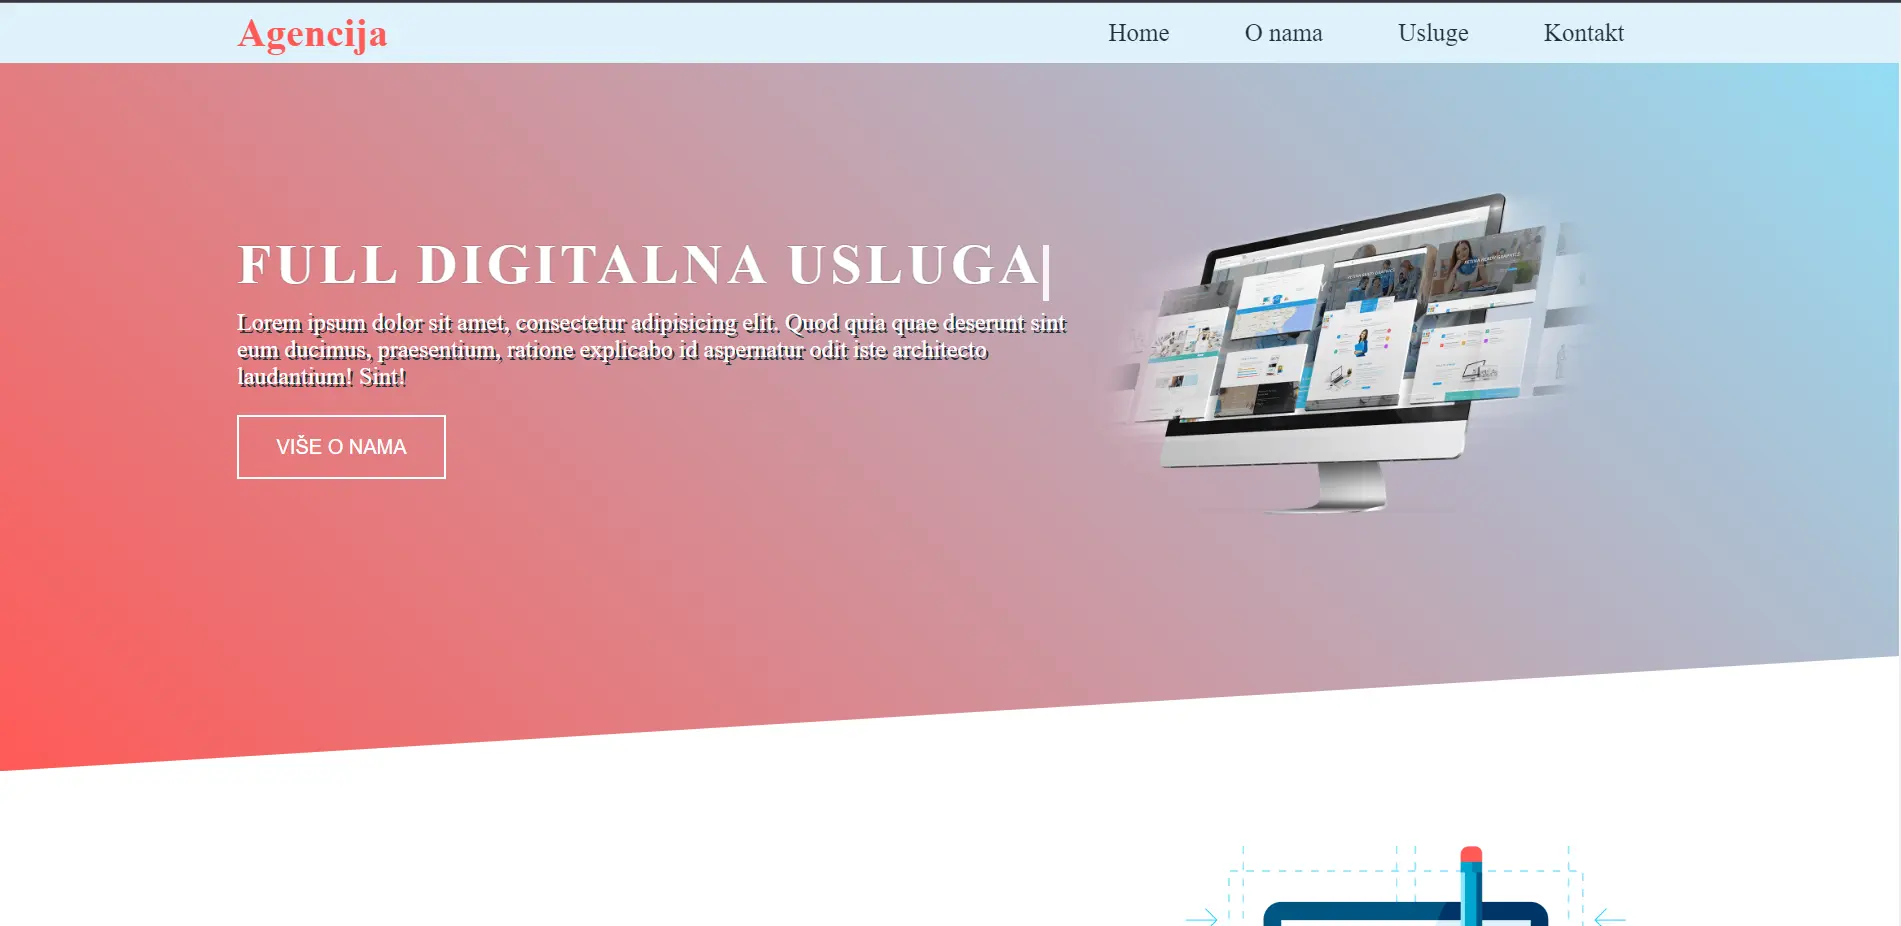 Agencija
Home O nama Usluge Kontakt
FULL DIGITALNA USLUGA
Lorem ipsum dolor sit amet, consectetur adipisicing elit. Quod quia quae deserunt sint
eum ducimus, praesentium, ratione explicabo id aspernatur odit iste architecto
laudantium! Sint!
VIŠE O NAMA